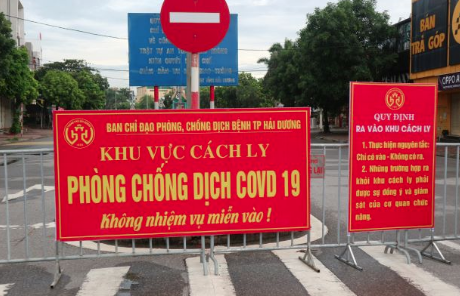 BAN CHỈ ĐẠO PHÒNG, CHỐNG DỊCH BỆNH TP HẢI DƯƠNG
KHU VỰC CÁCH LY
PHÒNG CHỐNG DỊCH COVD 19
Không nhiệm vụ miễn vào !
QUY ĐỊNH
RA VÀO KHU CÁCH LY
1. Thực hiện nguyên tắc:
Chỉ có vào - Không có ra.
2. Những trường hợp ra
khỏi khu cách ly phải
được sự đồng ý và giám
sát của cơ quan chức
năng.
BÁN
TRẢ GÓP
OPPO